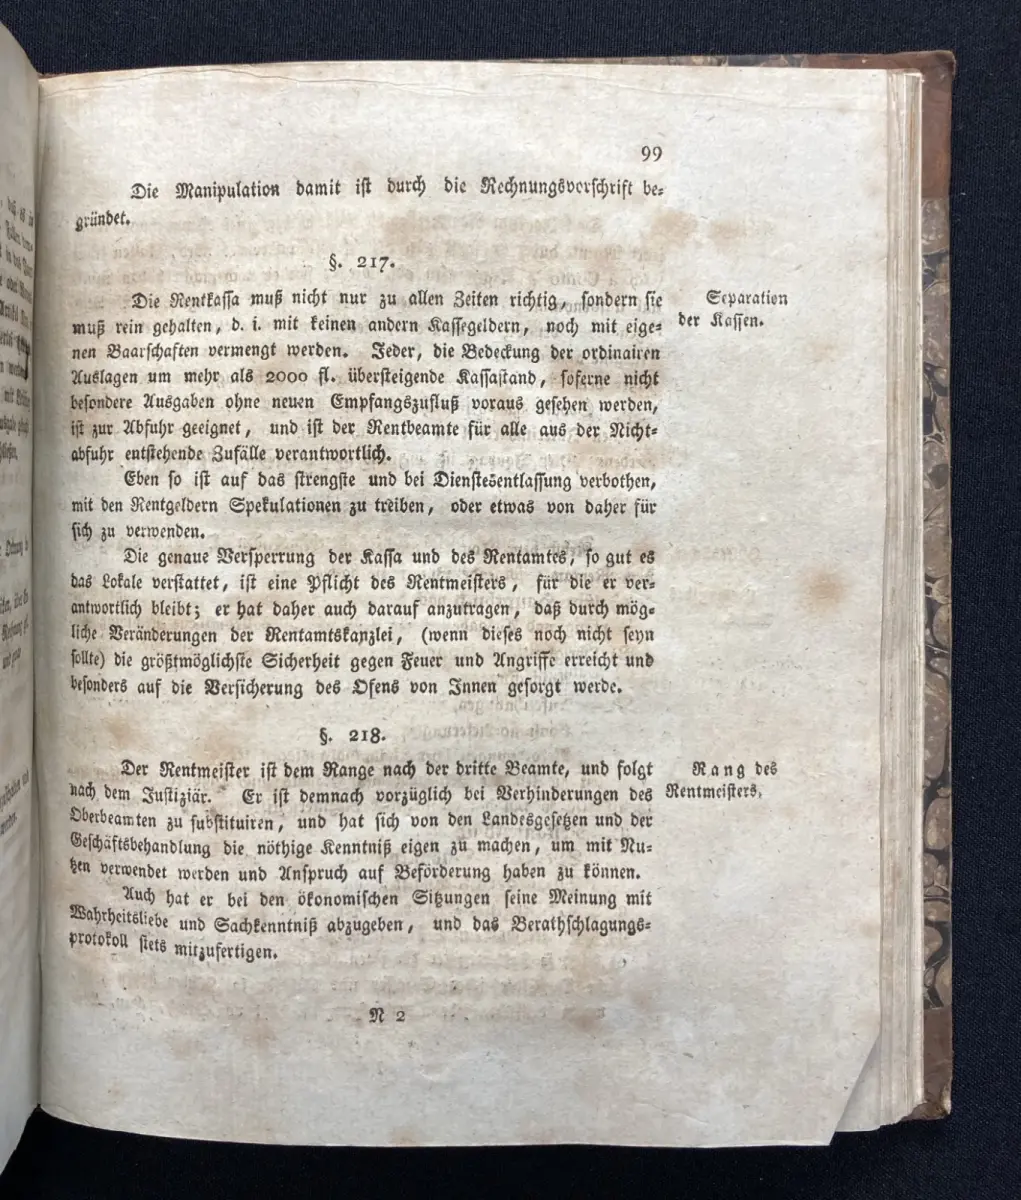 99
Die Manipulation damit ist durch die Rechnungsvorschrift be-
gründet.
§. 217.
Die Rentkassa muß nicht nur zu allen Zeiten richtig, sondern sie
muß rein gehalten, d. i. mit keinen andern Kassegeldern, noch mit eige-
nen Baarschaften vermengt werden. Jeder, die Bedeckung der ordinairen
Auslagen um mehr als 2000 fl. übersteigende Kassastand, soferne nicht
besondere Ausgaben ohne neuen Empfangszufluß voraus gesehen werden,
ist zur Abfuhr geeignet, und ist der Rentbeamte für alle aus der Nicht-
abfuhr entstehende Zufälle verantwortlich.
Separation
der Kassen.
Eben so ist auf das strengste und bei Dienstesentlassung verbothen,
mit den Rentgeldern Spekulationen zu treiben, oder etwas von daher für
sich zu verwenden.
Die genaue Versperrung der Kassa und des Rentamtes, so gut es
das Lokale verstattet, ist eine Pflicht des Rentmeisters, für die er ver-
antwortlich bleibt; er hat daher auch darauf anzutragen, daß durch mög-
liche Veränderungen der Rentamtskanzlei, (wenn dieses noch nicht seyn
sollte) die größtmöglichste Sicherheit gegen Feuer und Angriffe erreicht und
besonders auf die Versicherung des Ofens von Innen gesorgt werde.
§. 218.
Der Rentmeister ist dem Range nach der dritte Beamte, und folgt
nach dem Justiziär. Er ist demnach vorzüglich bei Verhinderungen des
Oberbeamten zu substituiren, und hat sich von den Landesgesetzen und der
Geschäftsbehandlung die nöthige Kenntniß eigen zu machen, um mit Nu-
tzen verwendet werden und Anspruch auf Beförderung haben zu können.
Rang des
Rentmeisters.
Auch hat er bei den ökonomischen Sitzungen seine Meinung mit
Wahrheitsliebe und Sachkenntniß abzugeben, und das Berathschlagungs-
protokoll stets mitzufertigen.
N 2